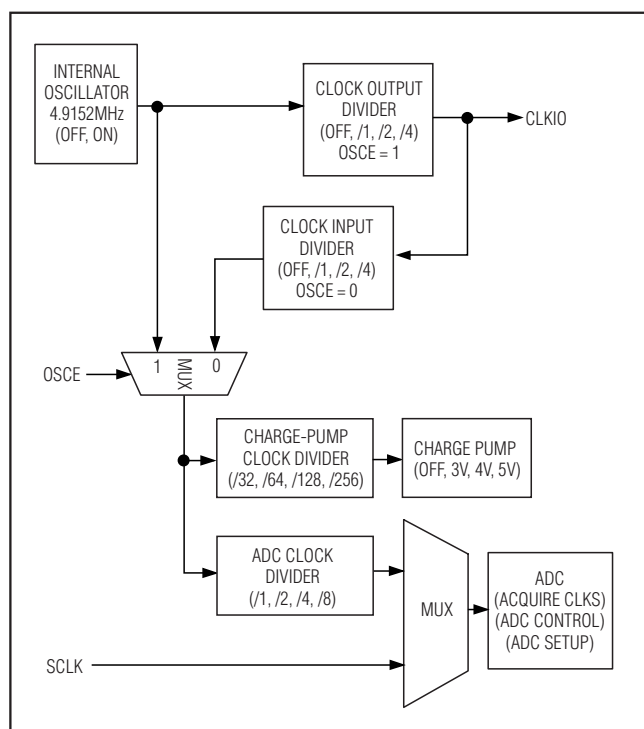 INTERNAL
OSCILLATOR
4.9152MHz
(OFF, ON)
CLOCK OUTPUT
DIVIDER
(OFF, /1, /2, /4)
OSCE = 1
CLKIO
CLOCK INPUT
DIVIDER
(OFF, /1, /2, /4)
OSCE = 0
OSCE
1
MUX
0
CHARGE-PUMP
CLOCK DIVIDER
(/32, /64, /128, /256)
CHARGE PUMP
(OFF, 3V, 4V, 5V)
ADC CLOCK
DIVIDER
(/1, /2, /4, /8)
MUX
ADC
(ACQUIRE CLKS)
(ADC CONTROL)
(ADC SETUP)
SCLK